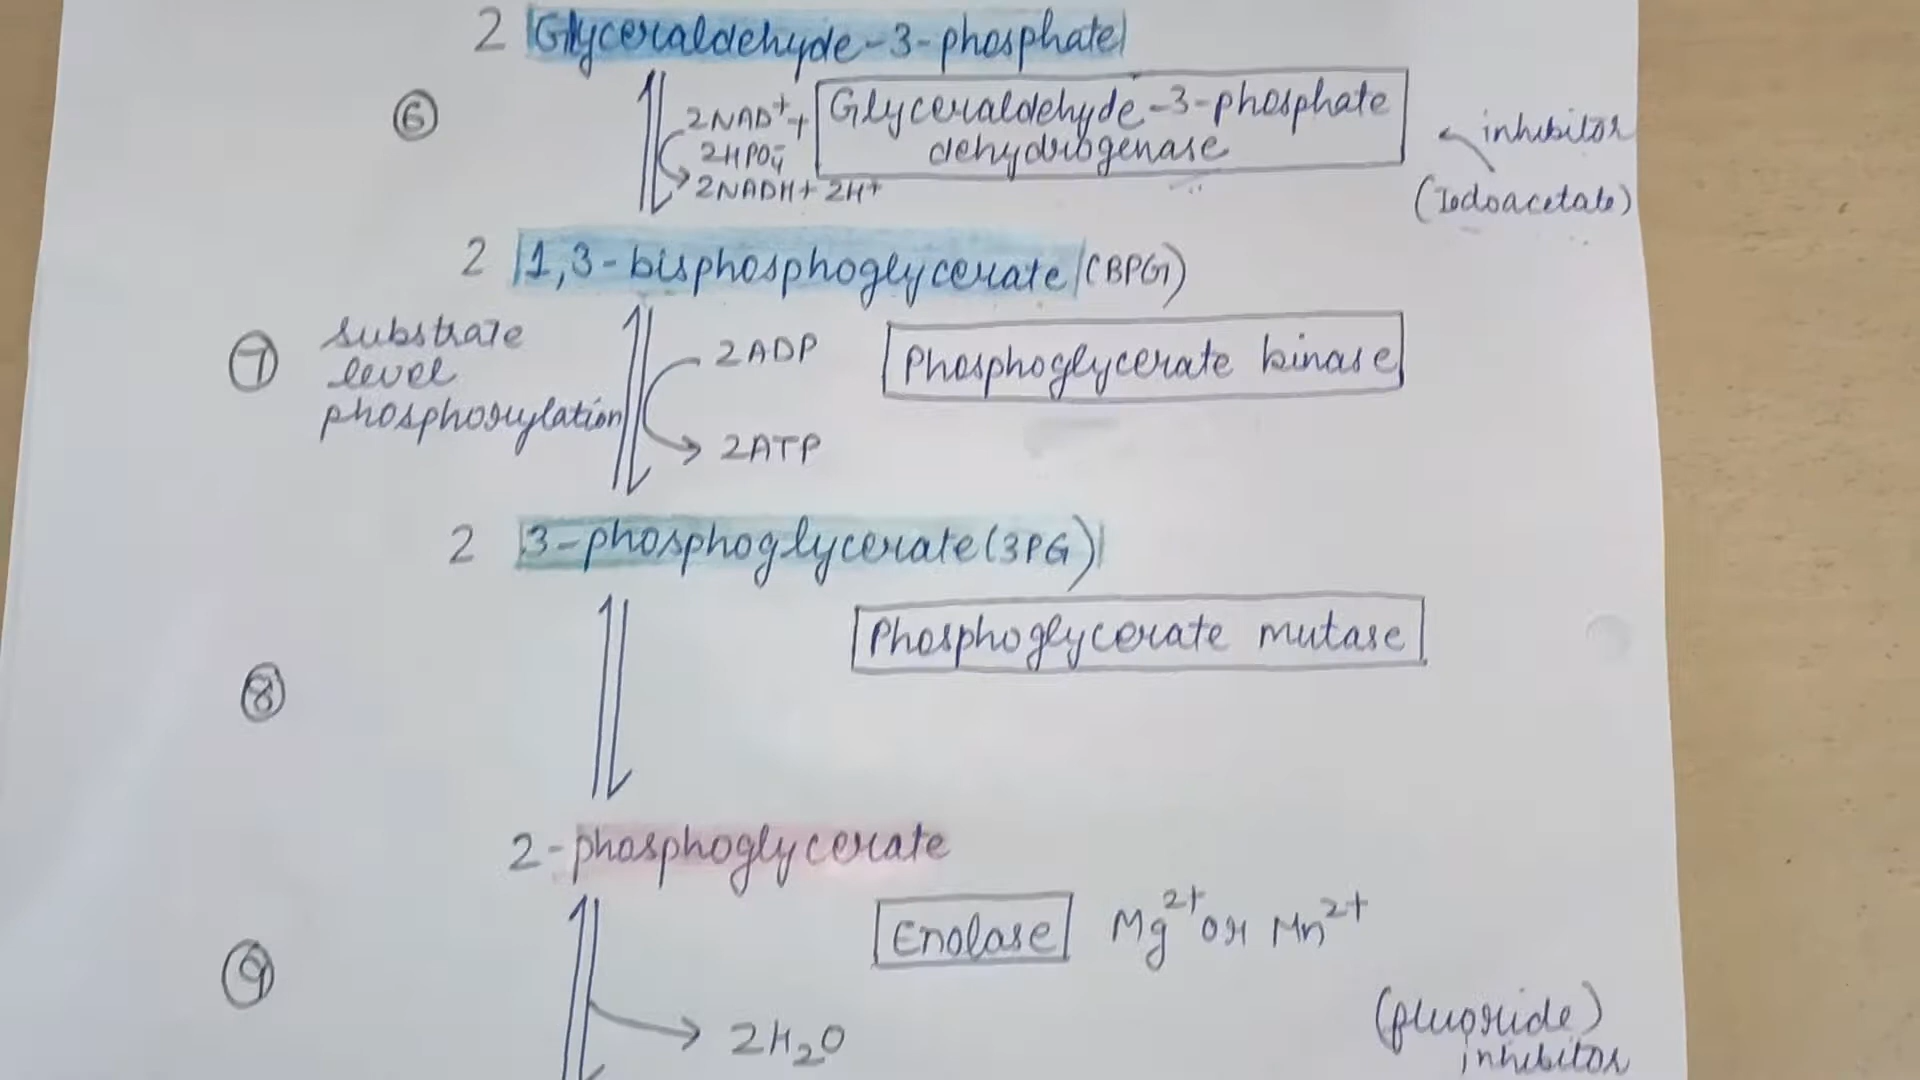 2 Glyceraldehyde-3-phosphate
6
2NAD⁺ +
2HPO₄⁻
2NADH + 2H⁺
Glyceraldehyde-3-phosphate
dehydrogenase
inhibitor
(Iodoacetate)
2 1,3-bisphosphoglycerate (BPG)
7
substrate
level
phosphorylation
2ADP
2ATP
Phosphoglycerate kinase
2 3-phosphoglycerate (3PG)
8
Phosphoglycerate mutase
2-phosphoglycerate
9
Enolase Mg²⁺ or Mn²⁺
2H₂O
(fluoride)
inhibitor